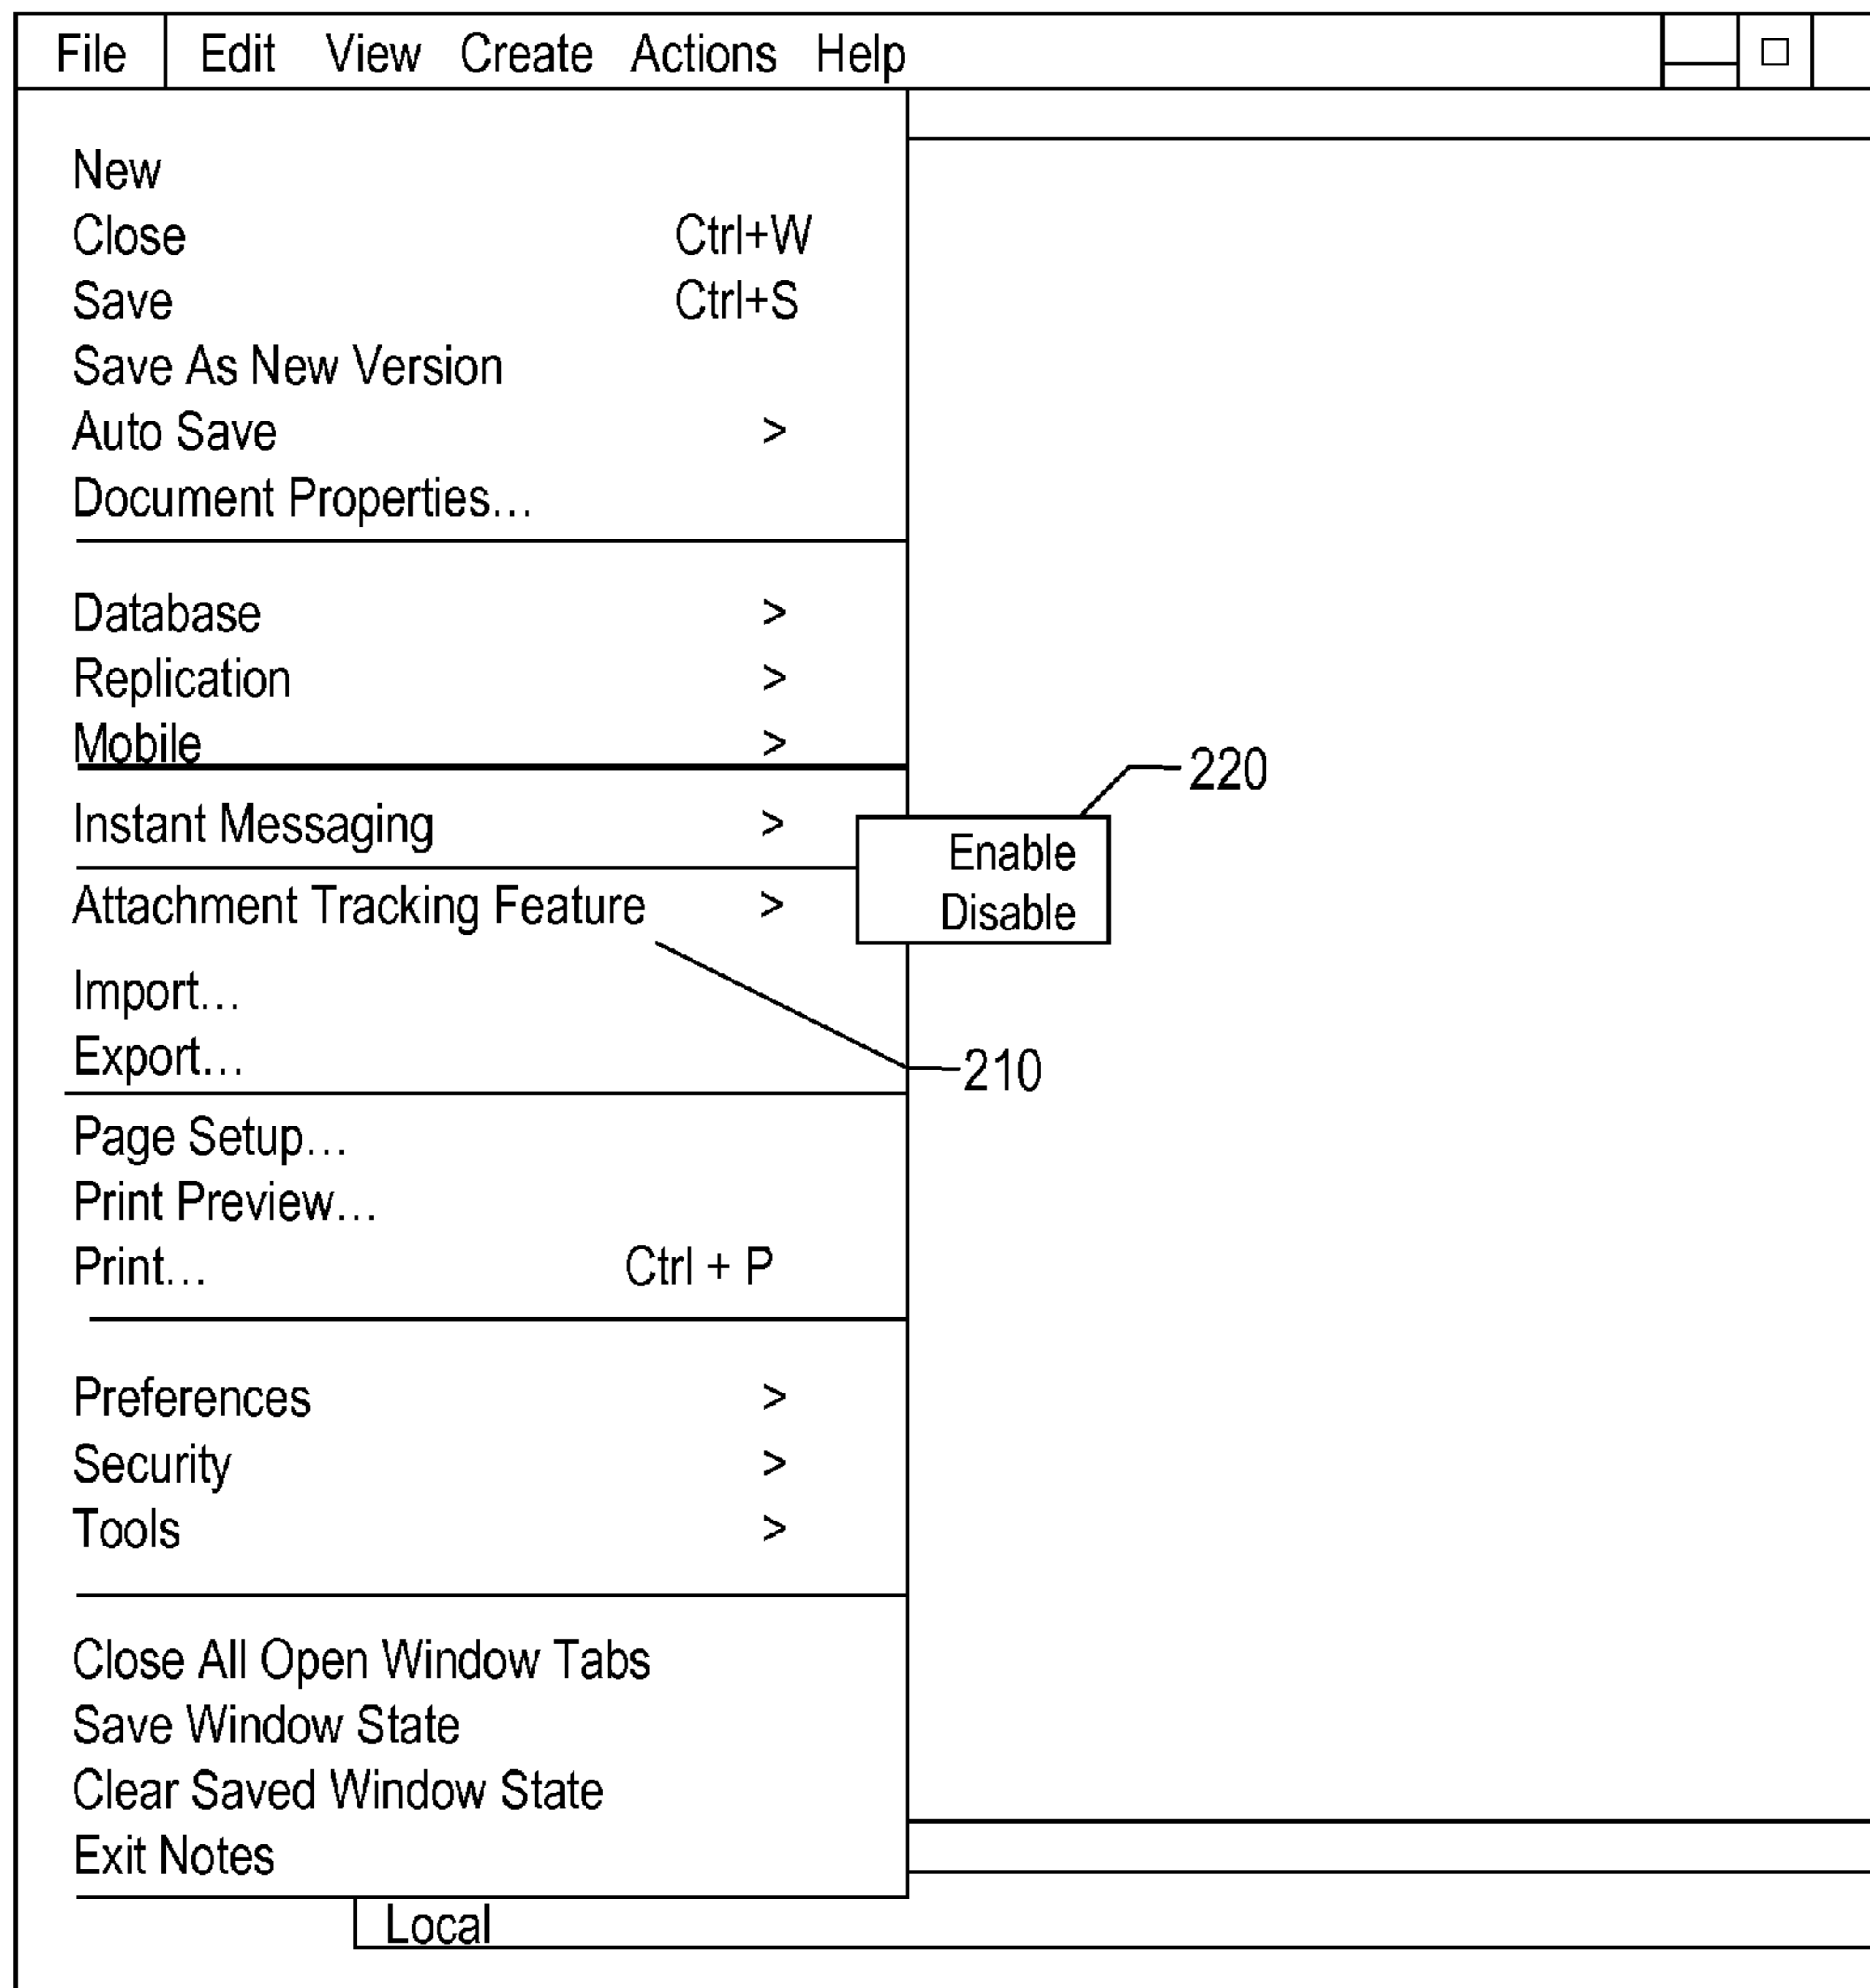 File Edit View Create Actions Help
New
Close Ctrl+W
Save Ctrl+S
Save As New Version
Auto Save >
Document Properties...
Database >
Replication >
Mobile >
220
Instant Messaging >
Enable
Attachment Tracking Feature >
Disable
Import...
Export...
210
Page Setup...
Print Preview...
Print... Ctrl + P
Preferences >
Security >
Tools >
Close All Open Window Tabs
Save Window State
Clear Saved Window State
Exit Notes
Local